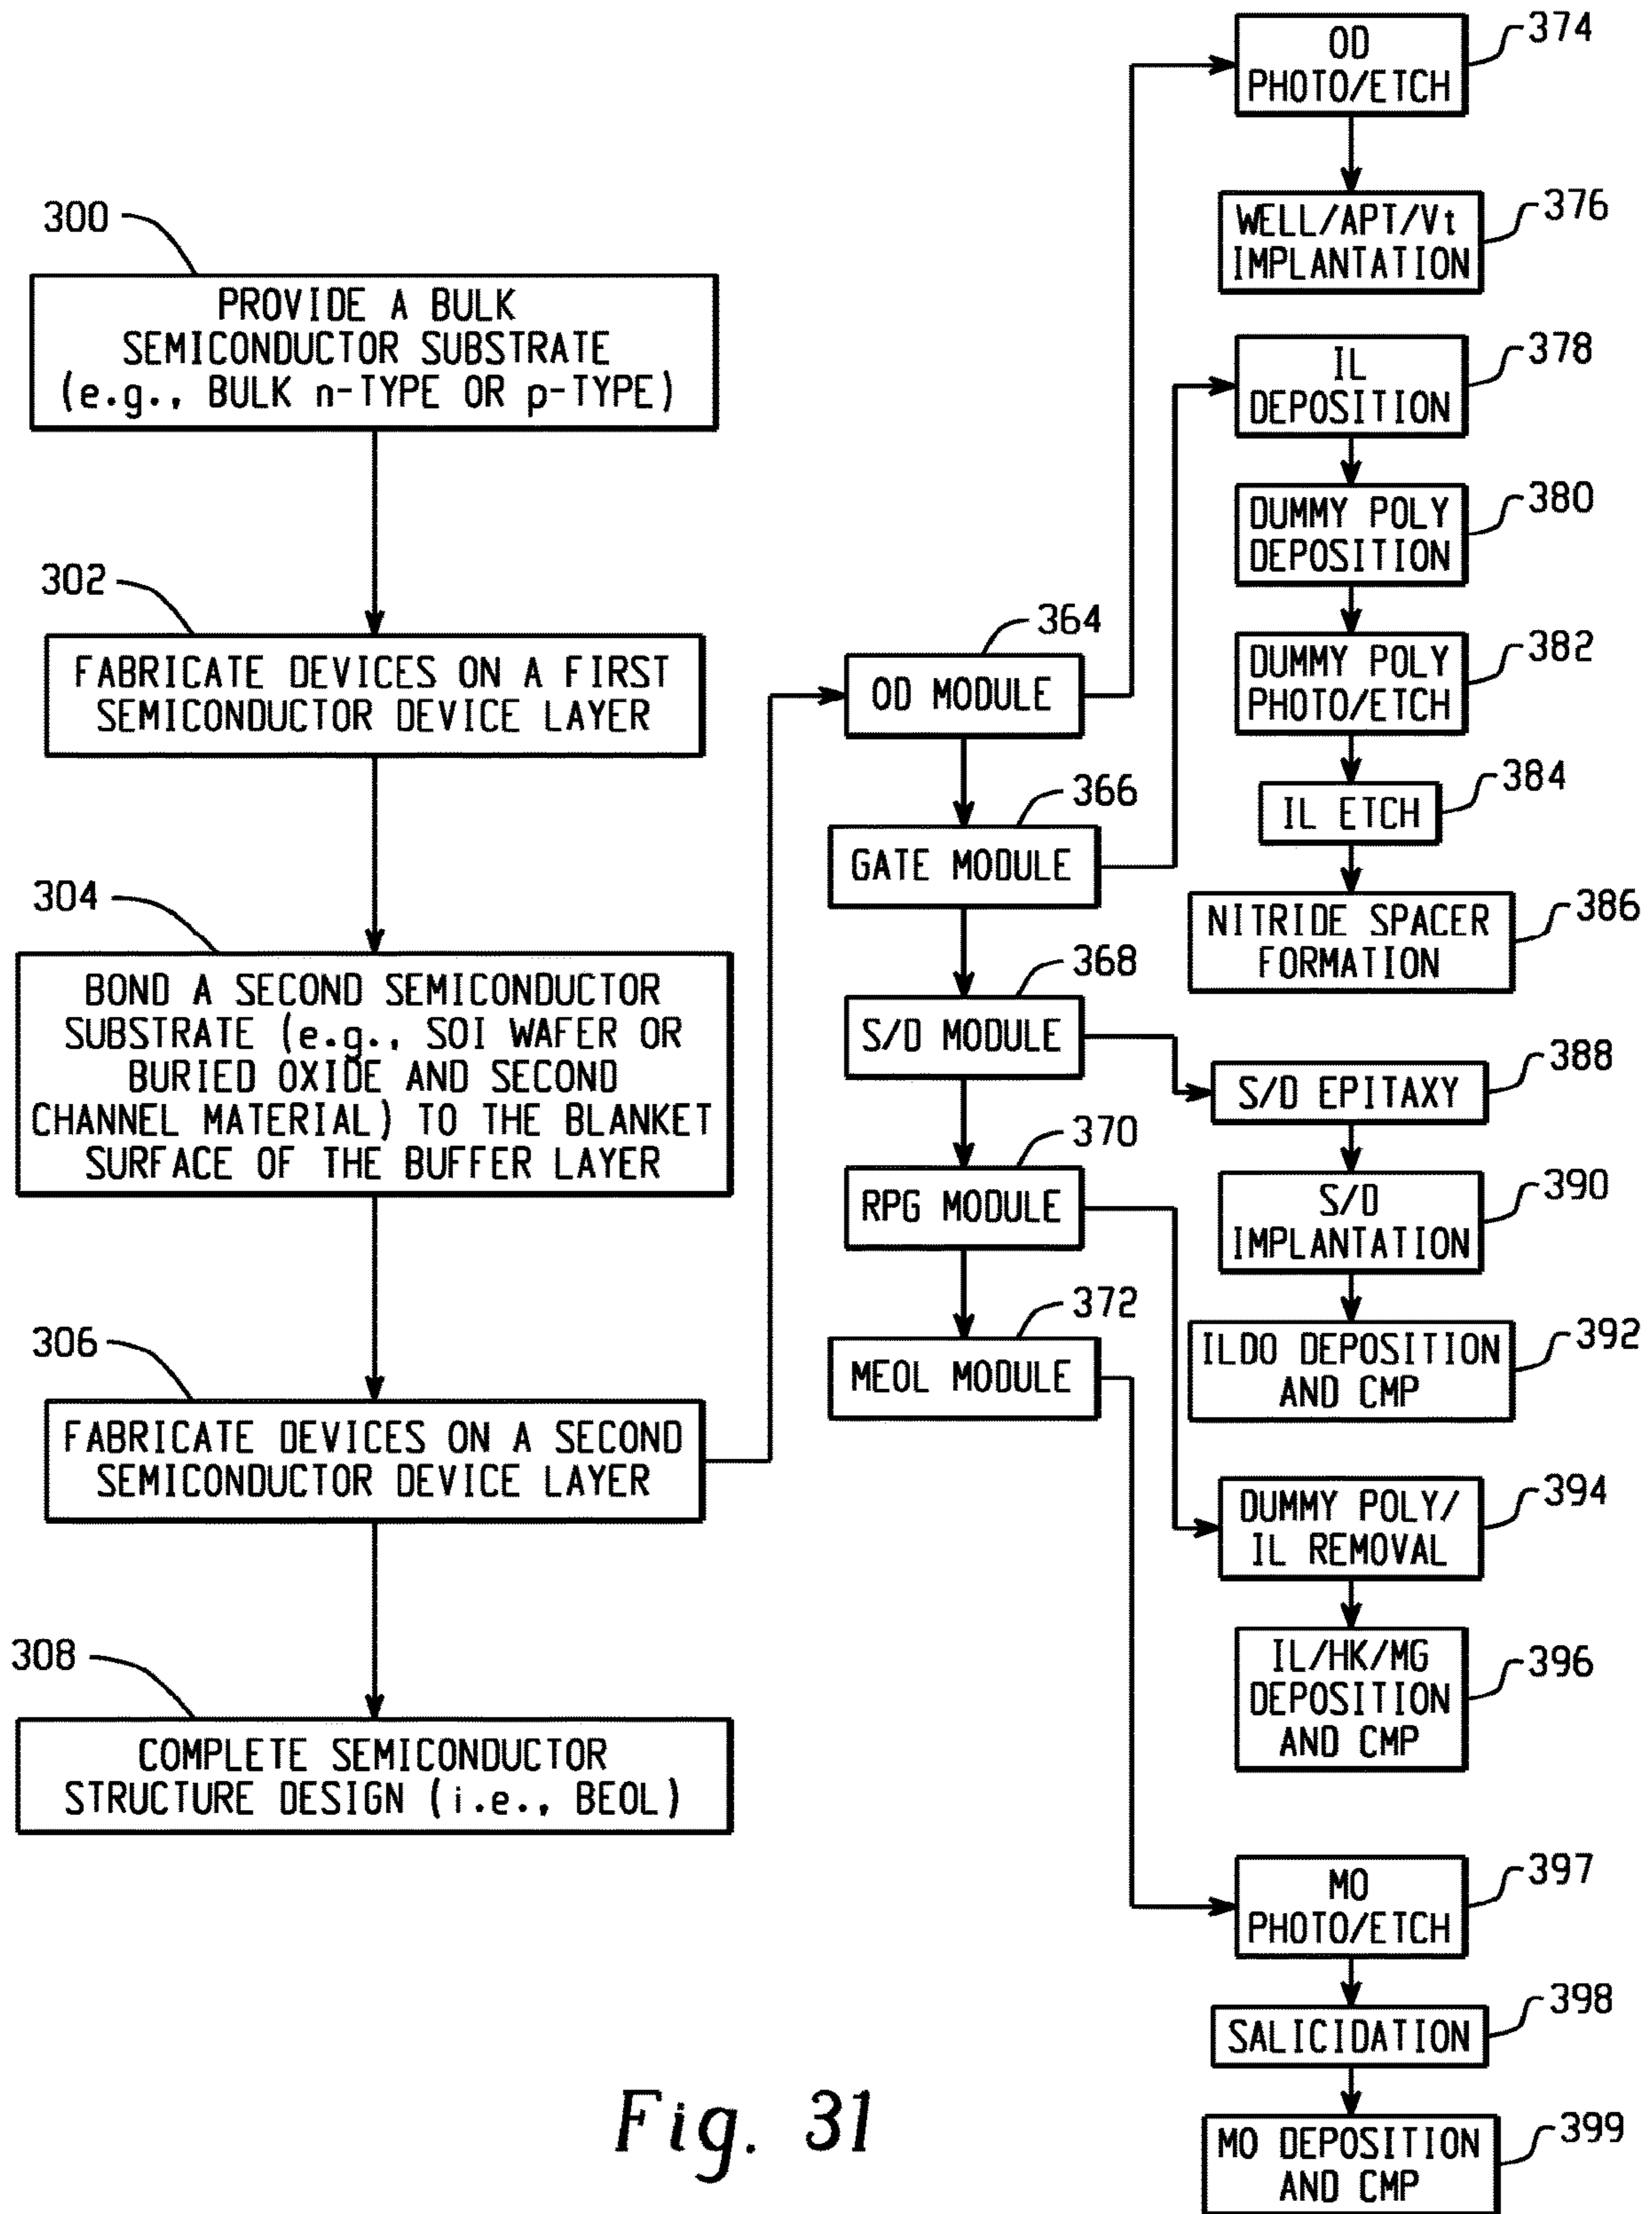 300
PROVIDE A BULK
SEMICONDUCTOR SUBSTRATE
(e.g., BULK n-TYPE OR p-TYPE)
302
FABRICATE DEVICES ON A FIRST
SEMICONDUCTOR DEVICE LAYER
304
BOND A SECOND SEMICONDUCTOR
SUBSTRATE (e.g., SOI WAFER OR
BURIED OXIDE AND SECOND
CHANNEL MATERIAL) TO THE BLANKET
SURFACE OF THE BUFFER LAYER
306
FABRICATE DEVICES ON A SECOND
SEMICONDUCTOR DEVICE LAYER
308
COMPLETE SEMICONDUCTOR
STRUCTURE DESIGN (i.e., BEOL)
364
OD MODULE
366
GATE MODULE
368
S/D MODULE
370
RPG MODULE
372
MEOL MODULE
374
OD
PHOTO/ETCH
376
WELL/APT/Vt
IMPLANTATION
378
IL
DEPOSITION
380
DUMMY POLY
DEPOSITION
382
DUMMY POLY
PHOTO/ETCH
384
IL ETCH
386
NITRIDE SPACER
FORMATION
388
S/D EPITAXY
390
S/D
IMPLANTATION
392
ILDO DEPOSITION
AND CMP
394
DUMMY POLY/
IL REMOVAL
396
IL/HK/MG
DEPOSITION
AND CMP
397
MO
PHOTO/ETCH
398
SALICIDATION
399
MO DEPOSITION
AND CMP
Fig. 31